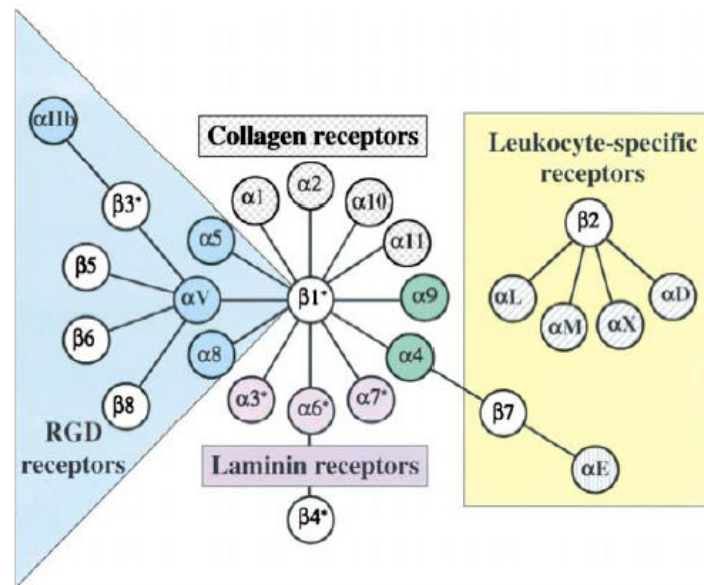 αIIb
Collagen receptors
Leukocyte-specific
receptors
α1
α2
α10
β3*
α5
α11
β2
β5
αV
β1*
α9
αL
αM
αX
αD
β6
α8
α4
β8
α3*
α6*
α7*
β7
RGD
receptors
Laminin receptors
αE
β4*